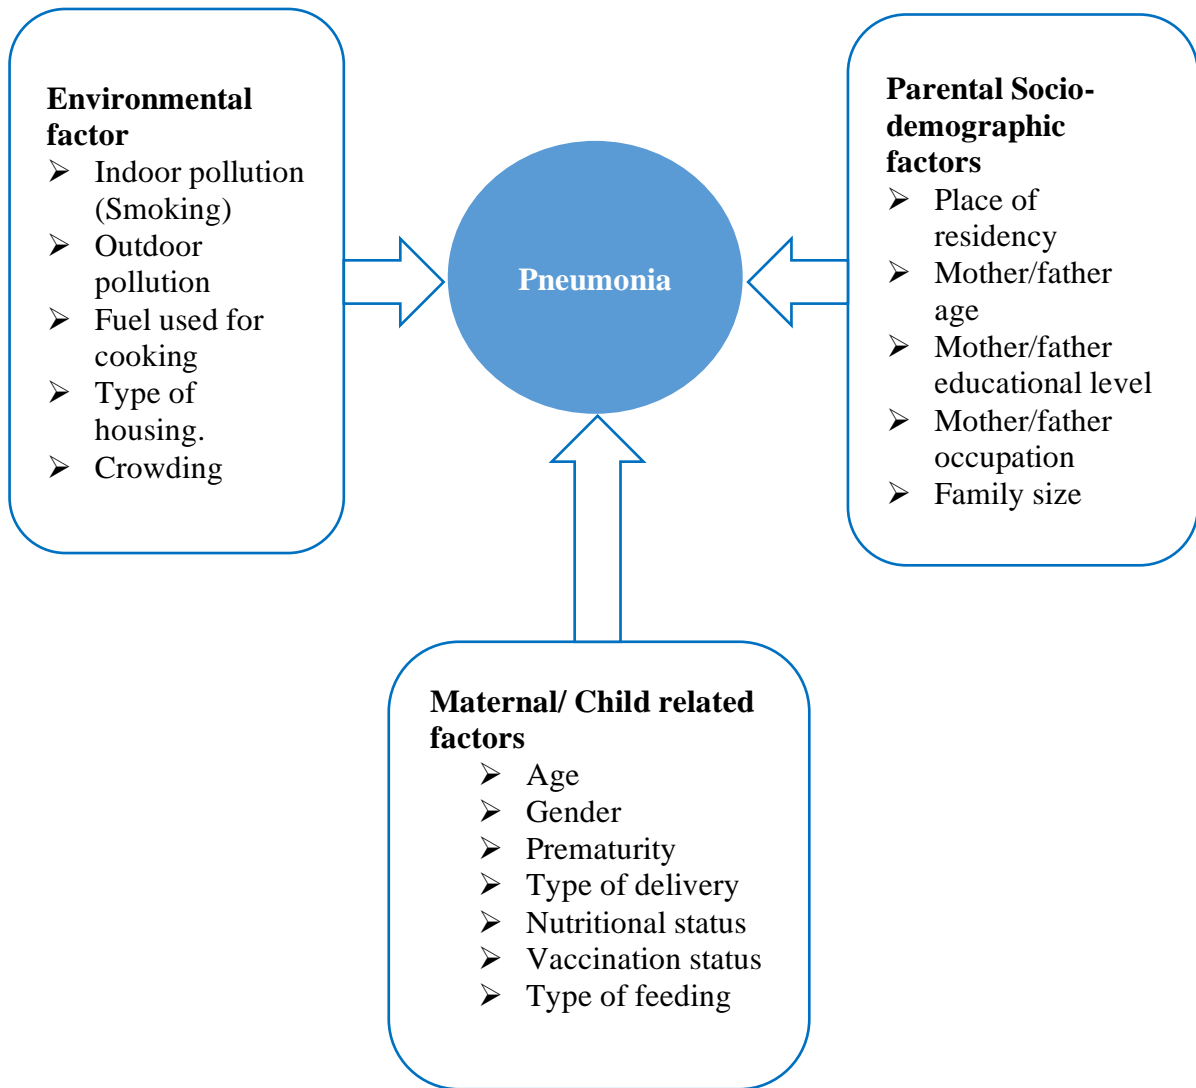 Environmental
factor
➢ Indoor pollution
(Smoking)
➢ Outdoor
pollution
➢ Fuel used for
cooking
➢ Type of
housing.
➢ Crowding
Pneumonia
Parental Socio-
demographic
factors
➢ Place of
residency
➢ Mother/father
age
➢ Mother/father
educational level
➢ Mother/father
occupation
➢ Family size
Maternal/ Child related
factors
➢ Age
➢ Gender
➢ Prematurity
➢ Type of delivery
➢ Nutritional status
➢ Vaccination status
➢ Type of feeding